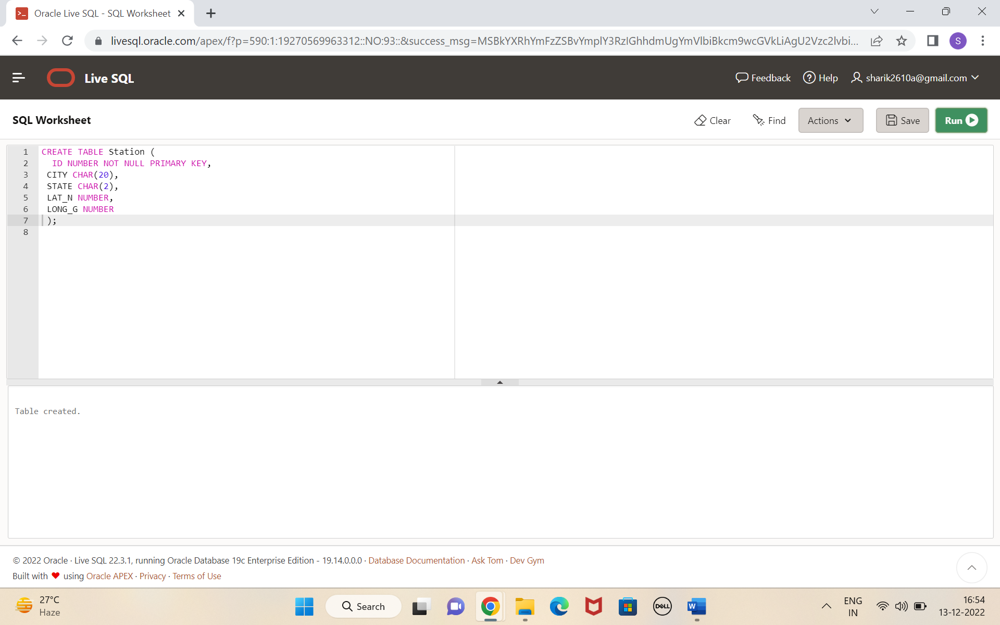 Oracle Live SQL - SQL Worksheet
livesql.oracle.com/apex/f?p=590:1:19270569963312::NO:93::&success_msg=MSBkYXRhYmFzZSBvYmplY3RzIGhhdmUgYmVlbiBkcm9wcGVkLiAgU2Vzc2lvbi...
S
Live SQL
Feedback
Help
sharik2610a@gmail.com
SQL Worksheet
Clear
Find
Actions
Save
Run
1 CREATE TABLE Station (
2 ID NUMBER NOT NULL PRIMARY KEY,
3 CITY CHAR(20),
4 STATE CHAR(2),
5 LAT_N NUMBER,
6 LONG_G NUMBER
7 );
8
Table created.
© 2022 Oracle · Live SQL 22.3.1, running Oracle Database 19c Enterprise Edition - 19.14.0.0.0 · Database Documentation · Ask Tom · Dev Gym
Built with ♥ using Oracle APEX · Privacy · Terms of Use
27°C
Haze
Search
DELL
W
ENG
IN
16:54
13-12-2022